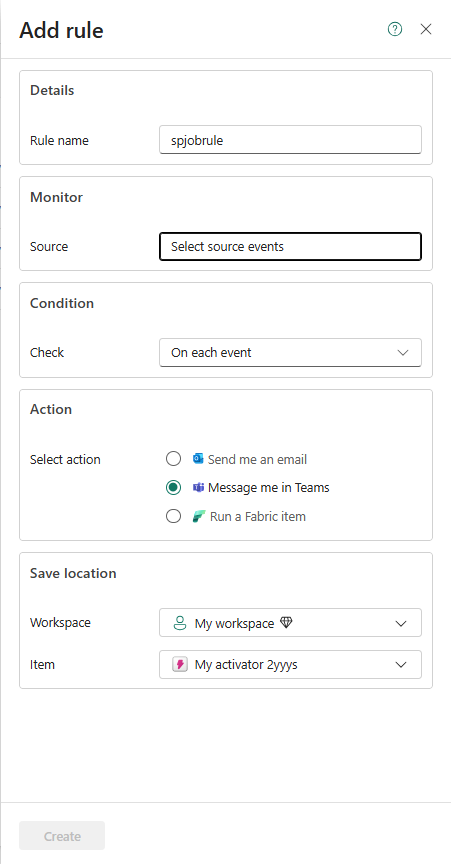 Add rule
Details
Rule name
spjobrule
Monitor
Source
Select source events
Condition
Check
On each event
Action
Select action
Send me an email
Message me in Teams
Run a Fabric item
Save location
Workspace
My workspace
Item
My activator 2yyys
Create